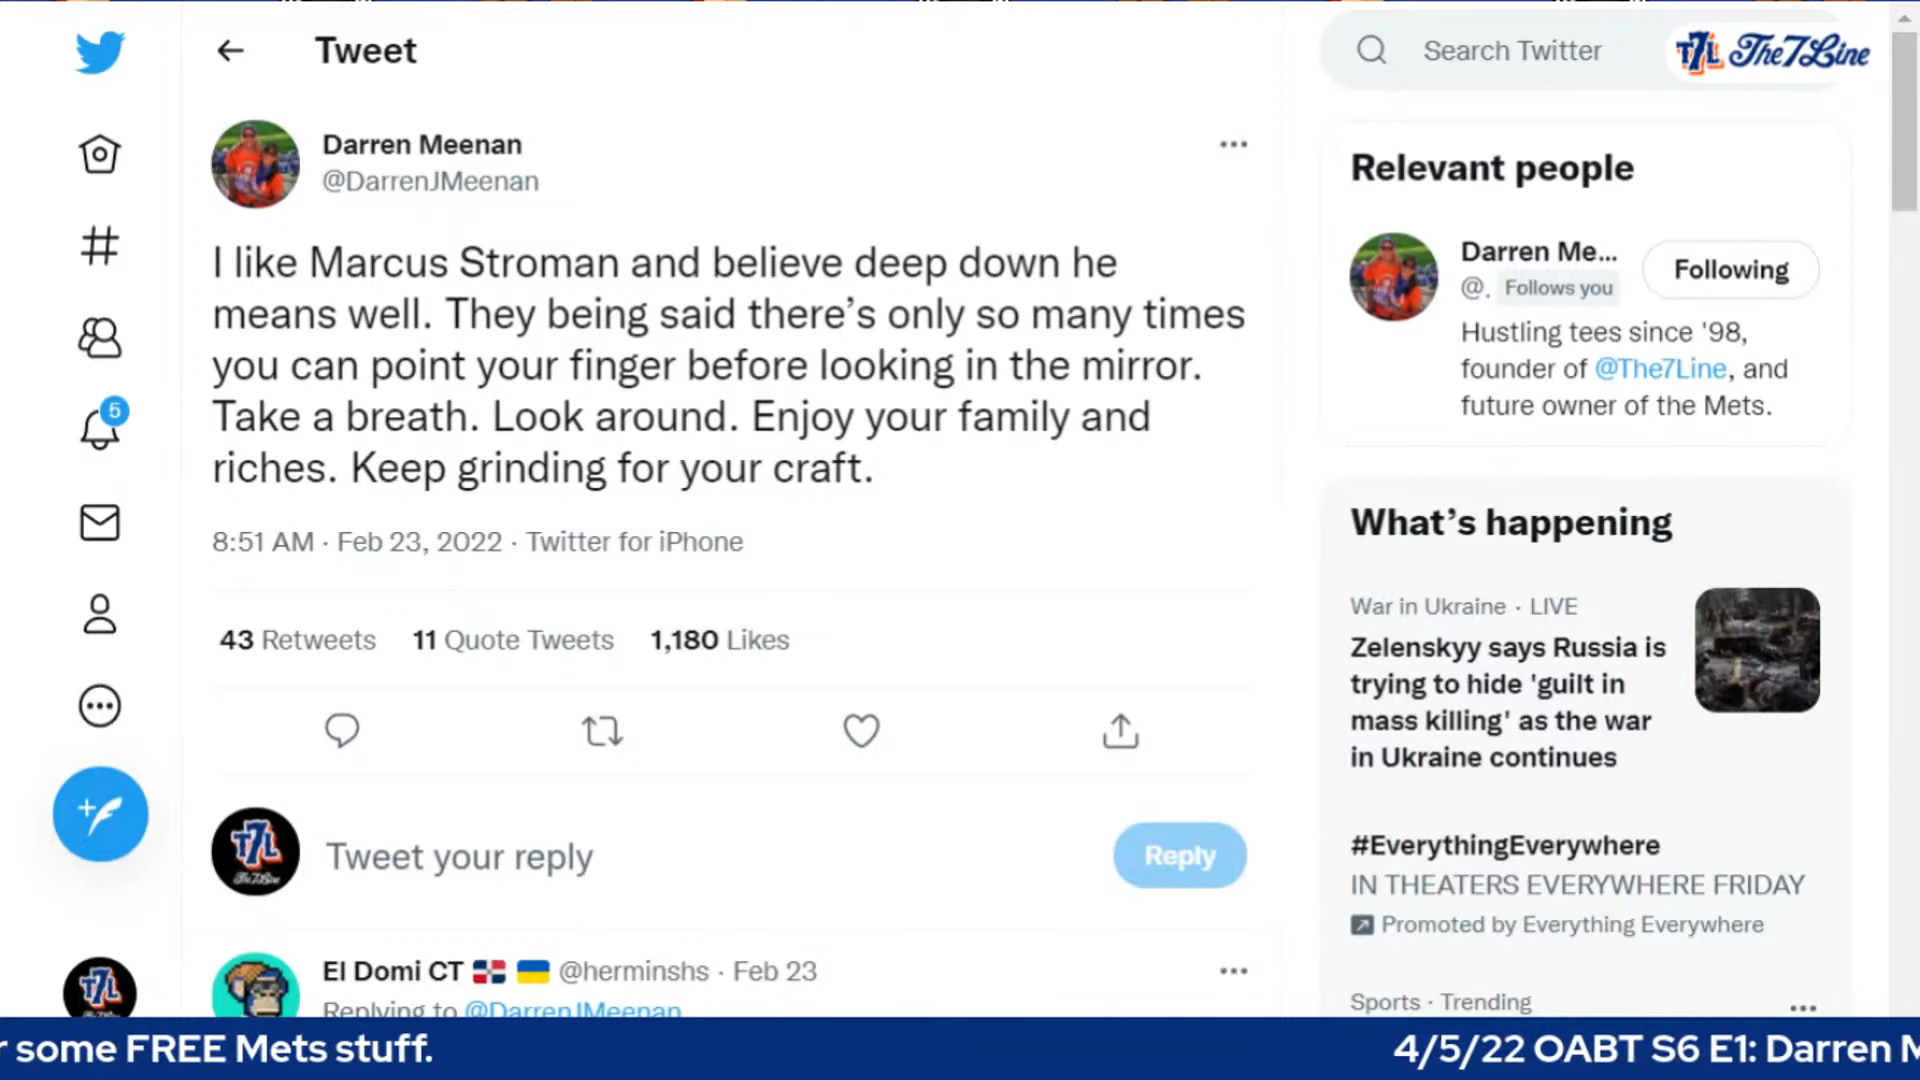 Tweet
Search Twitter
T7L The7Line
Darren Meenan
@DarrenJMeenan
I like Marcus Stroman and believe deep down he
means well. They being said there's only so many times
you can point your finger before looking in the mirror.
Take a breath. Look around. Enjoy your family and
riches. Keep grinding for your craft.
8:51 AM · Feb 23, 2022 · Twitter for iPhone
43 Retweets 11 Quote Tweets 1,180 Likes
Tweet your reply
Reply
El Domi CT @herminshs · Feb 23
Replying to @DarrenJMeenan
5
T7L
The7Line
T7L
Relevant people
Darren Me...
Following
@. Follows you
Hustling tees since '98,
founder of @The7Line, and
future owner of the Mets.
What's happening
War in Ukraine · LIVE
Zelenskyy says Russia is
trying to hide 'guilt in
mass killing' as the war
in Ukraine continues
#EverythingEverywhere
IN THEATERS EVERYWHERE FRIDAY
Promoted by Everything Everywhere
Sports · Trending
r some FREE Mets stuff.
4/5/22 OABT S6 E1: Darren M